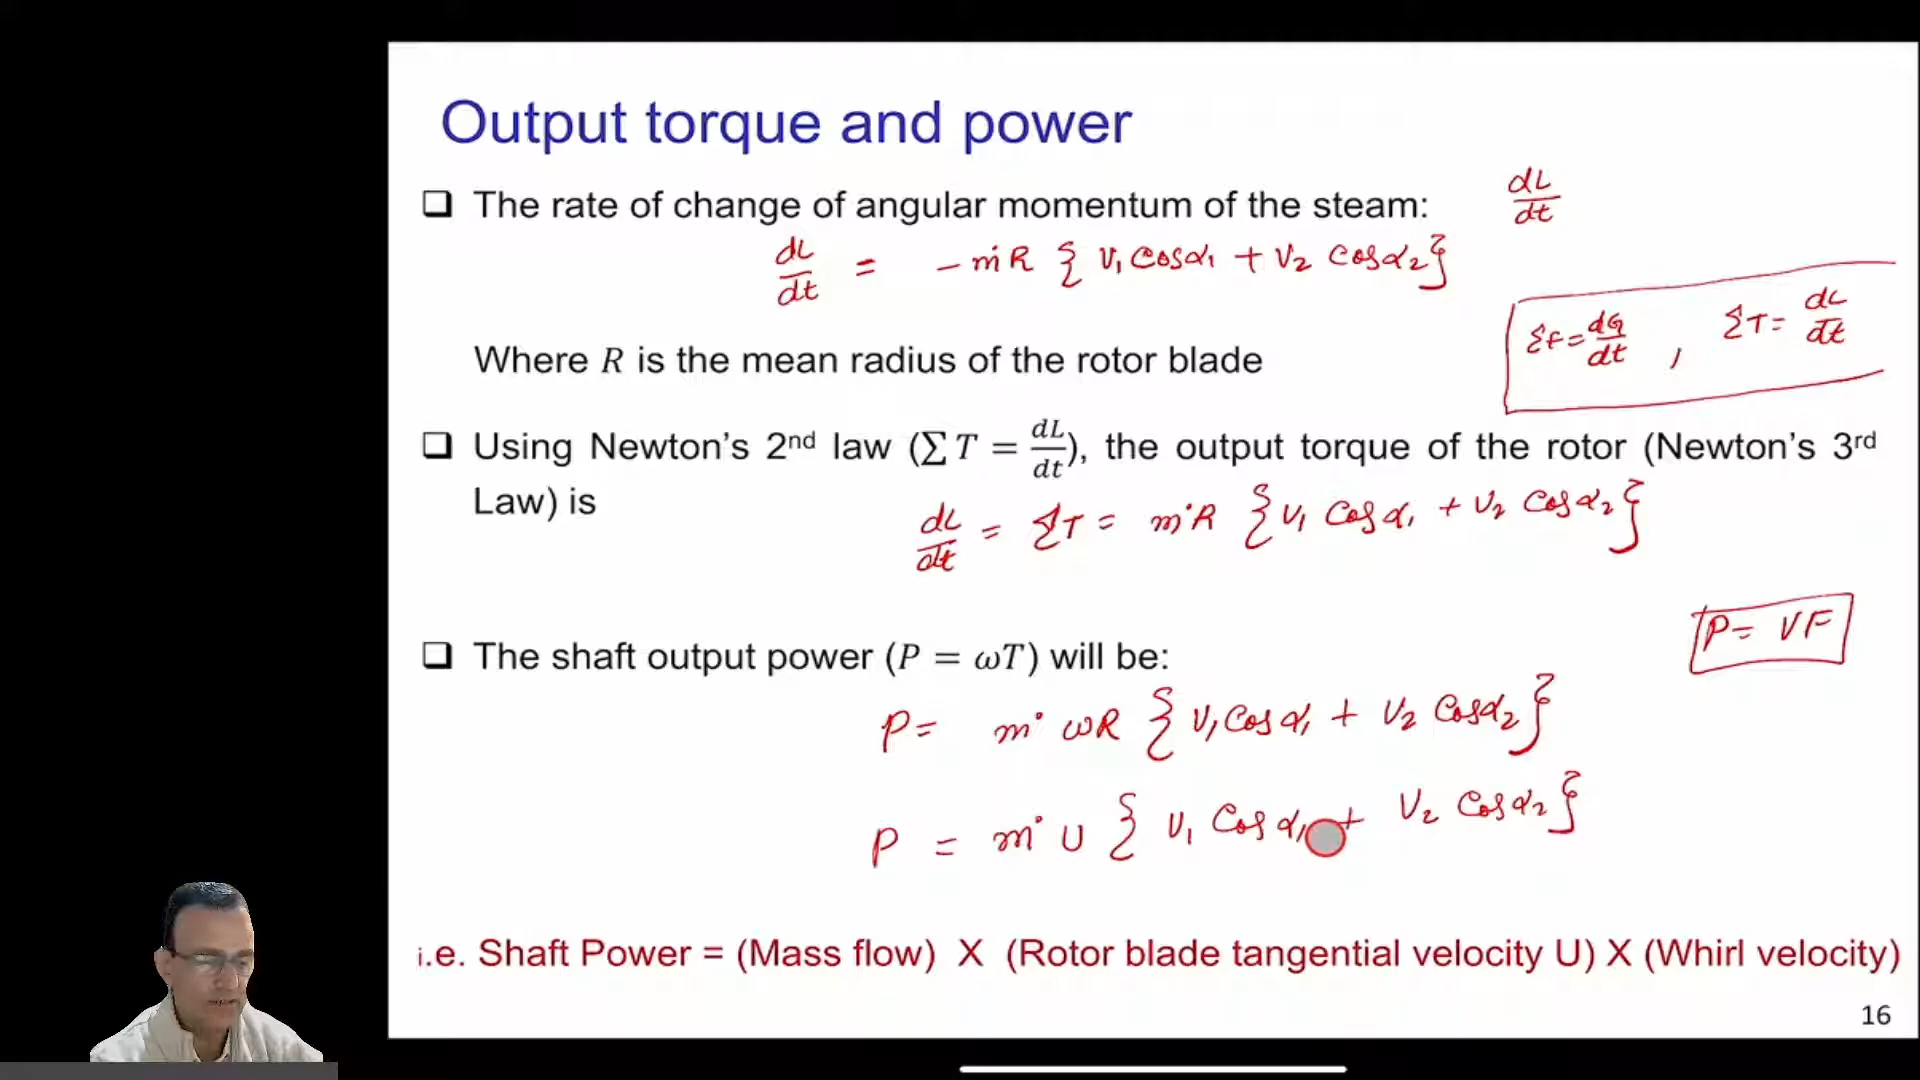 Output torque and power
❑ The rate of change of angular momentum of the steam: dL/dt
dL/dt = -ṁR { V₁ Cosα₁ + V₂ Cosα₂}
ΣF = dG/dt , ΣT = dL/dt
Where R is the mean radius of the rotor blade
❑ Using Newton's 2nd law (∑ T = dL/dt), the output torque of the rotor (Newton's 3rd
Law) is
dL/dt = ΣT = ṁR { V₁ Cosα₁ + V₂ Cosα₂}
P = VF
❑ The shaft output power (P = ωT) will be:
P = ṁ ωR { V₁ Cosα₁ + V₂ Cosα₂}
P = ṁ U { V₁ Cosα₁ + V₂ Cosα₂}
i.e. Shaft Power = (Mass flow) X (Rotor blade tangential velocity U) X (Whirl velocity)
16